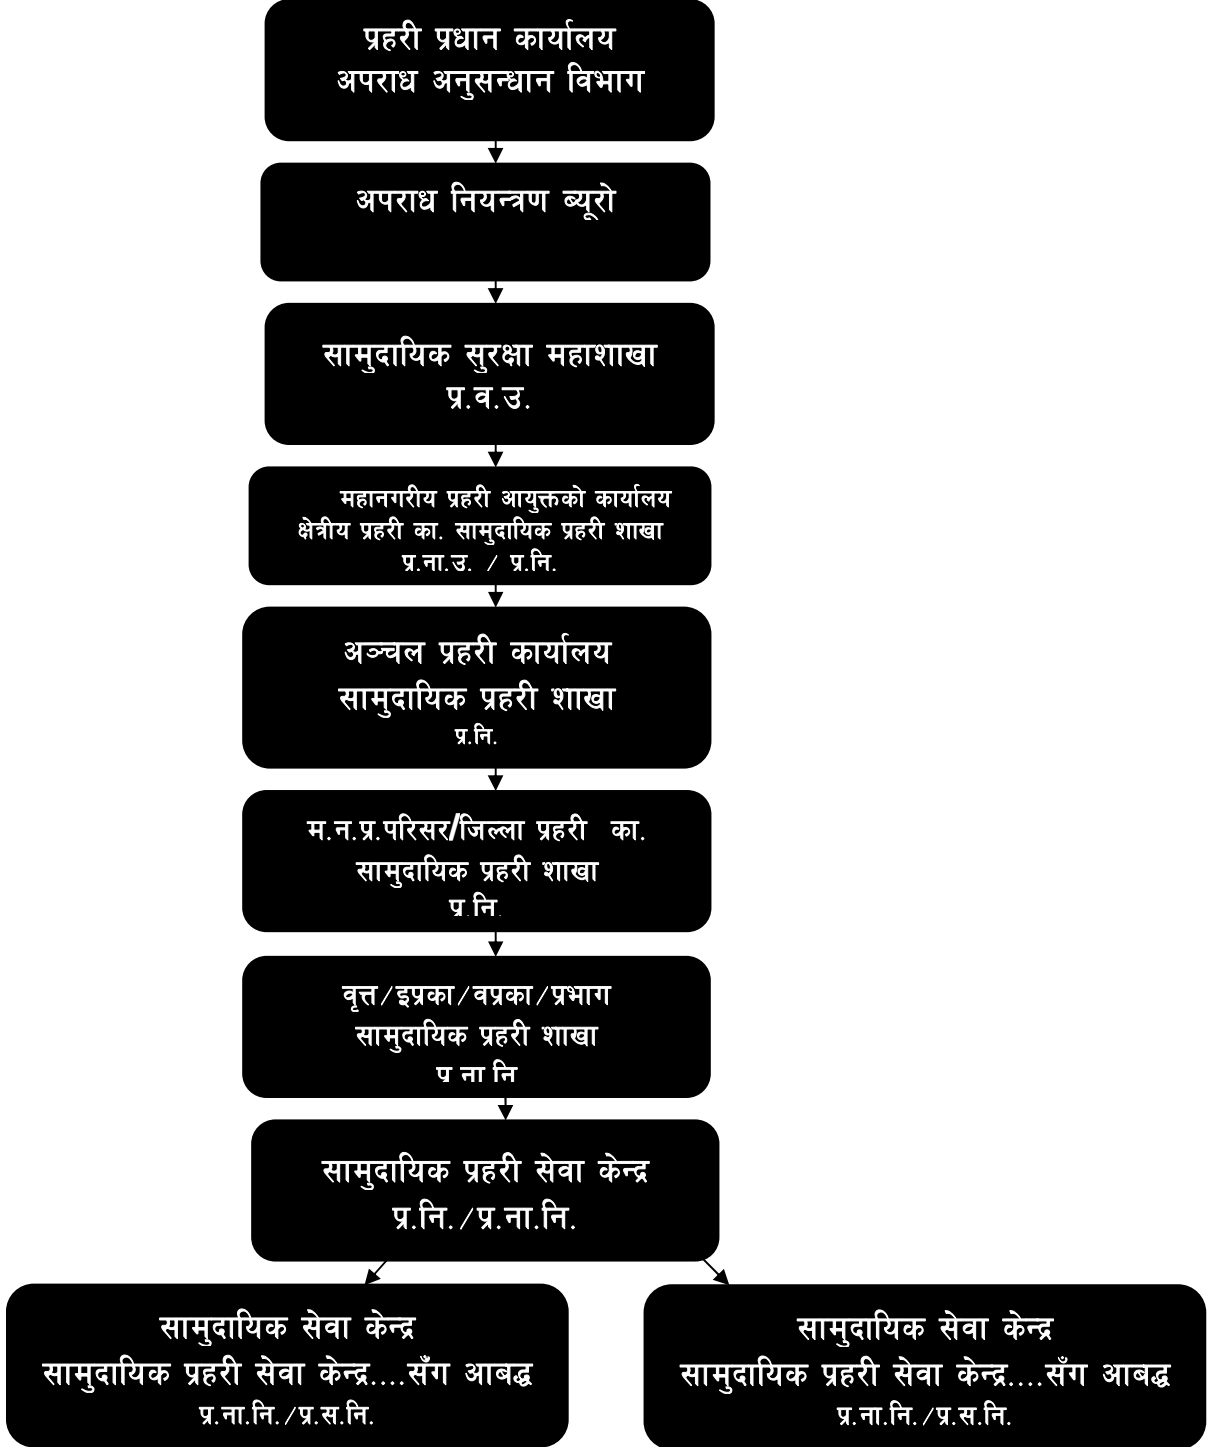 प्रहरी प्रधान कार्यालय
अपराध अनुसन्धान विभाग
अपराध नियन्त्रण ब्यूरो
सामुदायिक सुरक्षा महाशाखा
प्र.व.उ.
महानगरीय प्रहरी आयुक्तको कार्यालय
क्षेत्रीय प्रहरी का. सामुदायिक प्रहरी शाखा
प्र.ना.उ. / प्र.नि.
अञ्चल प्रहरी कार्यालय
सामुदायिक प्रहरी शाखा
प्र.नि.
म.न.प्र.परिसर/जिल्ला प्रहरी का.
सामुदायिक प्रहरी शाखा
प्र.नि.
वृत्त/इप्रका/वप्रका/प्रभाग
सामुदायिक प्रहरी शाखा
प्र.ना.नि.
सामुदायिक प्रहरी सेवा केन्द्र
प्र.नि./प्र.ना.नि.
सामुदायिक सेवा केन्द्र
सामुदायिक प्रहरी सेवा केन्द्र....सँग आबद्ध
प्र.ना.नि./प्र.स.नि.
सामुदायिक सेवा केन्द्र
सामुदायिक प्रहरी सेवा केन्द्र....सँग आबद्ध
प्र.ना.नि./प्र.स.नि.